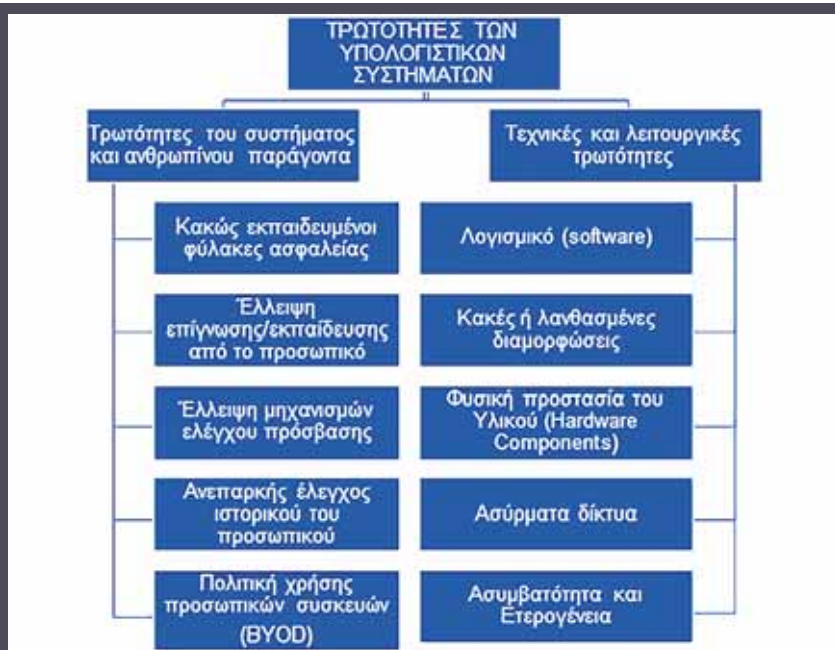 ΤΡΩΤΟΤΗΤΕΣ ΤΩΝ
ΥΠΟΛΟΓΙΣΤΙΚΩΝ
ΣΥΣΤΗΜΑΤΩΝ
Τρωτότητες του συστήματος
και ανθρωπίνου παράγοντα
Κακώς εκπαιδευμένοι
φύλακες ασφαλείας
Έλλειψη
επίγνωσης/εκπαίδευσης
από το προσωπικό
Έλλειψη μηχανισμών
ελέγχου πρόσβασης
Ανεπαρκής έλεγχος
ιστορικού του
προσωπικού
Πολιτική χρήσης
προσωπικών συσκευών
(BYOD)
Τεχνικές και λειτουργικές
τρωτότητες
Λογισμικό (software)
Κακές ή λανθασμένες
διαμορφώσεις
Φυσική προστασία του
Υλικού (Hardware
Components)
Ασύρματα δίκτυα
Ασυμβατότητα και
Ετερογένεια